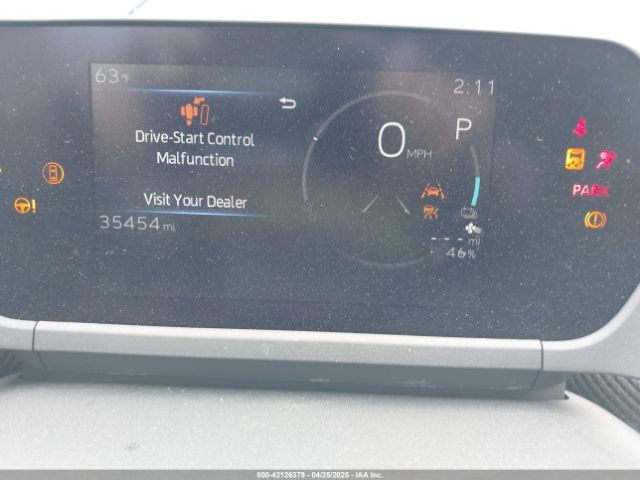 63°F
2:11
Drive-Start Control
Malfunction
Visit Your Dealer
35454 mi
0 MPH
P
PARK
- - - mi
46%
000-42126379 - 04/25/2025 - IAA Inc.